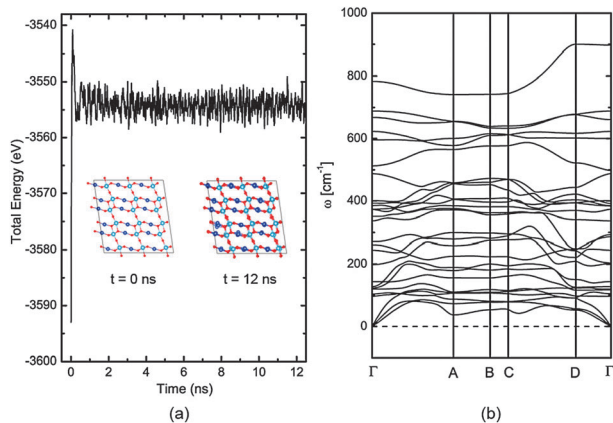 (a)
-3540
-3550
-3560
-3570
-3580
-3590
-3600
Total Energy (eV)
t = 0 ns
t = 12 ns
0 2 4 6 8 10 12
Time (ns)
(a)
1000
800
600
400
200
0
ω [cm⁻¹]
Γ A B C D Γ
(b)